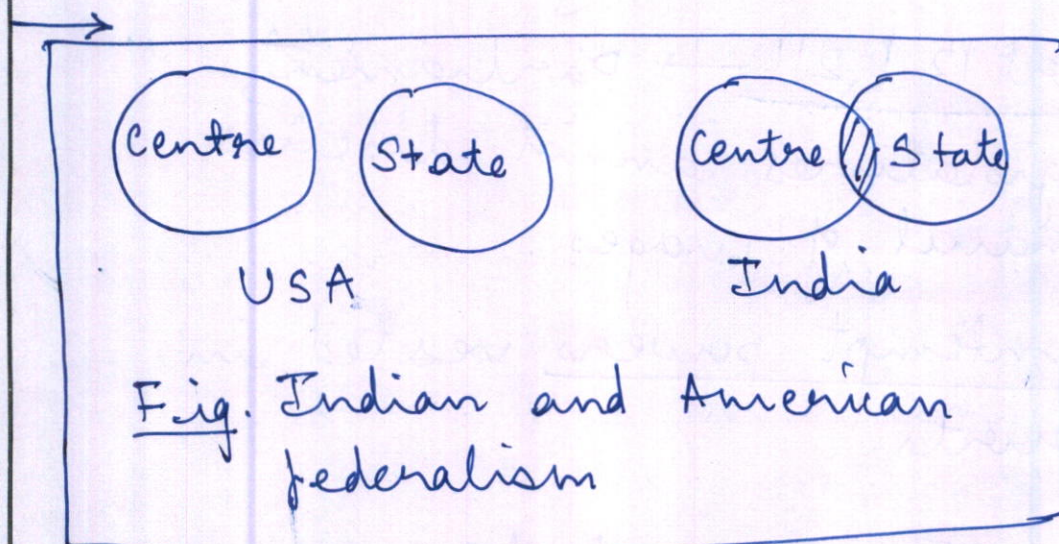 Centre State Centre State
USA India
Fig. Indian and American
federalism